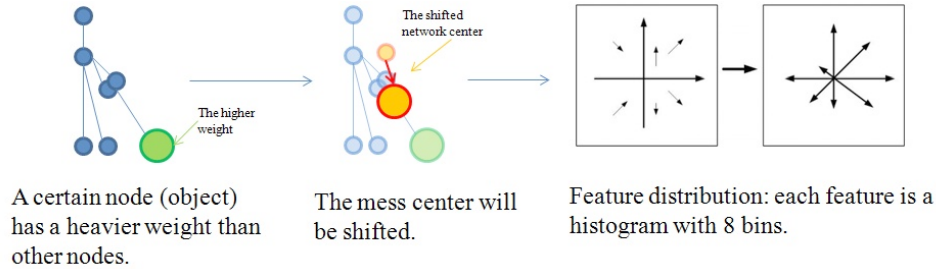 The shifted
network center
The higher
weight
A certain node (object)
has a heavier weight than
other nodes.
The mess center will
be shifted.
Feature distribution: each feature is a
histogram with 8 bins.